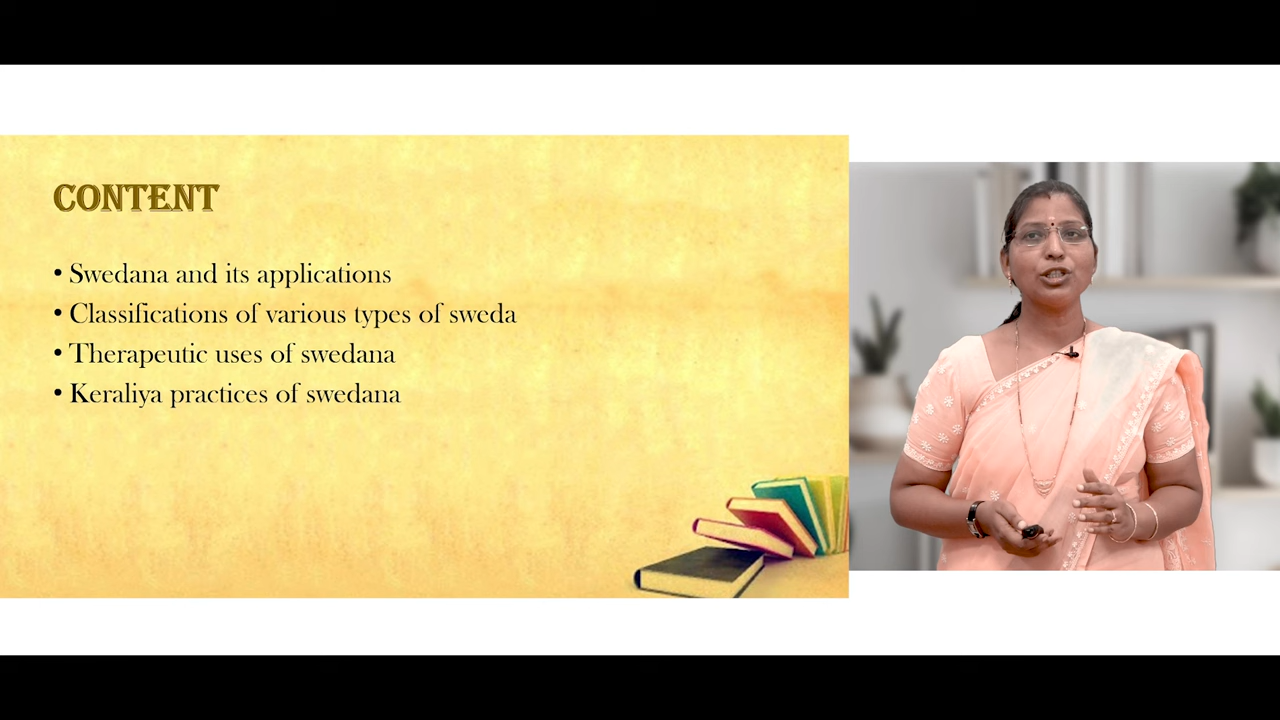 CONTENT
• Swedana and its applications
• Classifications of various types of sweda
• Therapeutic uses of swedana
• Keraliya practices of swedana